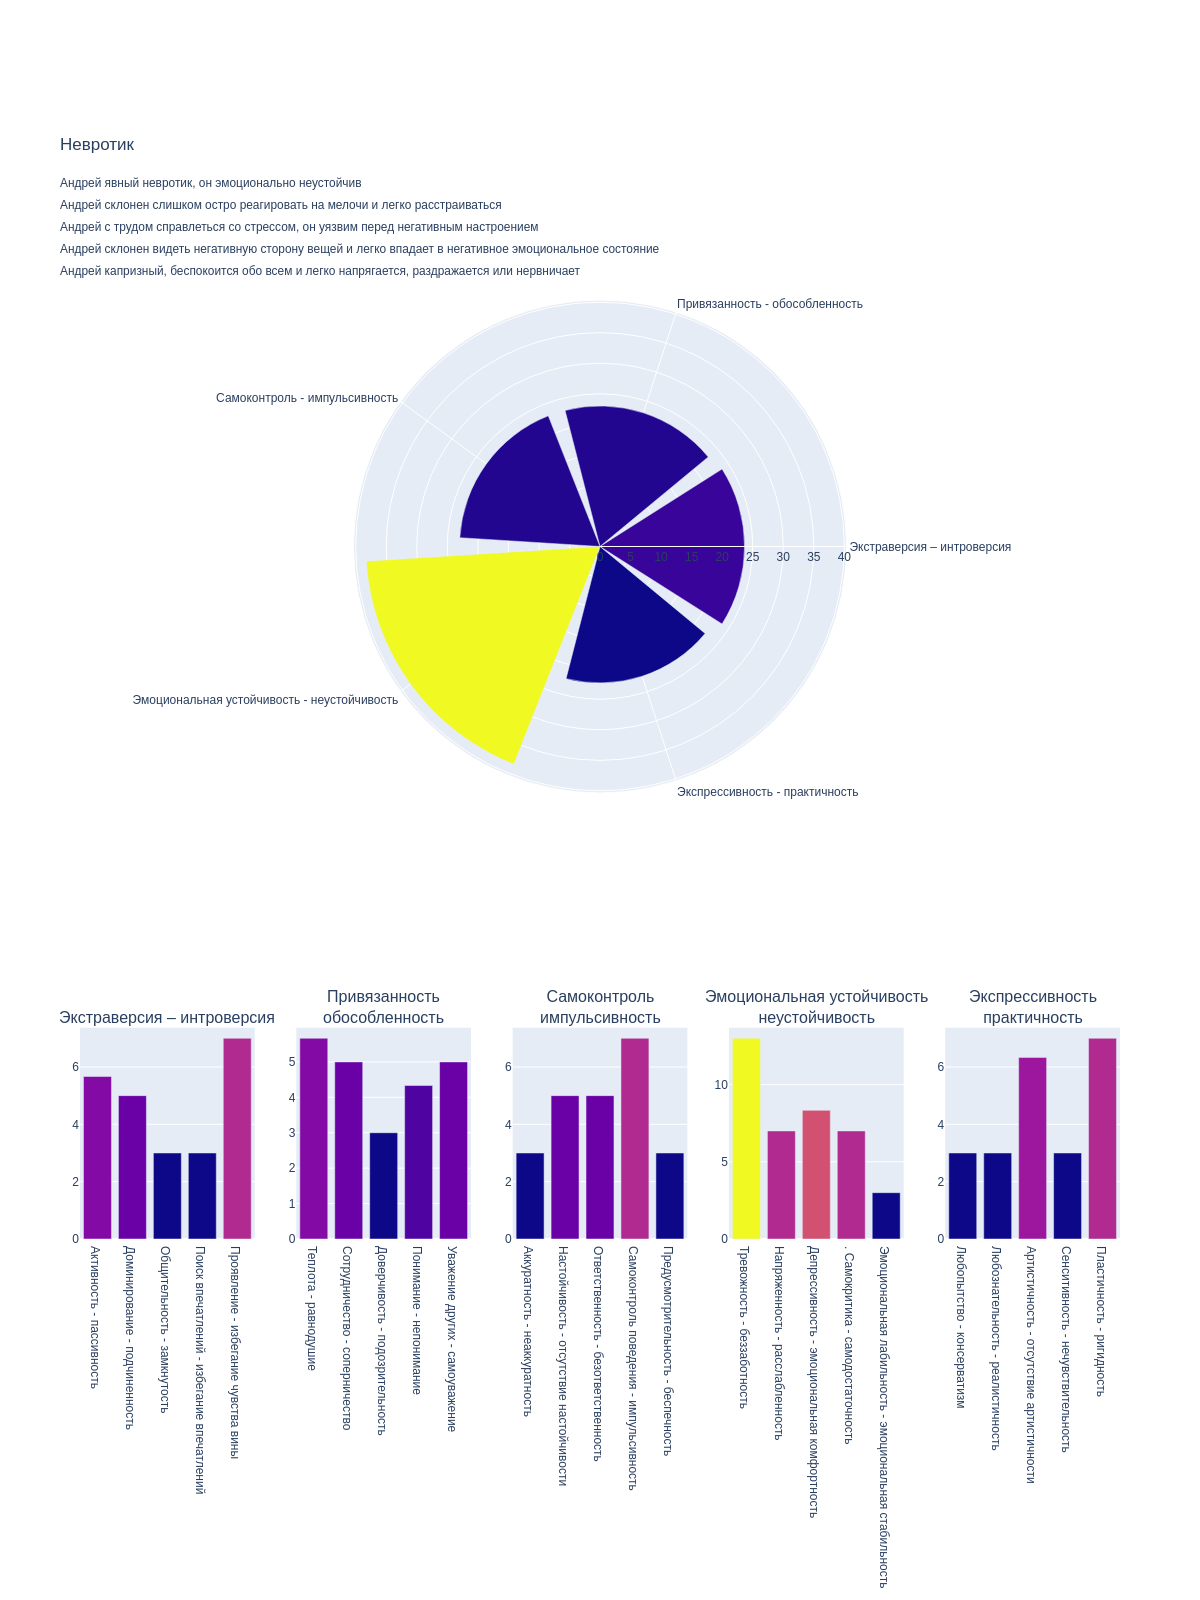 Невротик
Андрей явный невротик, он эмоционально неустойчив
Андрей склонен слишком остро реагировать на мелочи и легко расстраиваться
Андрей с трудом справлеться со стрессом, он уязвим перед негативным настроением
Андрей склонен видеть негативную сторону вещей и легко впадает в негативное эмоциональное состояние
Андрей капризный, беспокоится обо всем и легко напрягается, раздражается или нервничает
Привязанность - обособленность
Самоконтроль - импульсивность
Экстраверсия – интроверсия
0 5 10 15 20 25 30 35 40
Эмоциональная устойчивость - неустойчивость
Экспрессивность - практичность
Экстраверсия – интроверсия
0
2
4
6
Активность - пассивность
Доминирование - подчиненность
Общительность - замкнутость
Поиск впечатлений - избегание впечатлений
Проявление - избегание чувства вины
Привязанность
обособленность
0
1
2
3
4
5
Теплота - равнодушие
Сотрудничество - соперничество
Доверчивость - подозрительность
Понимание - непонимание
Уважение других - самоуважение
Самоконтроль
импульсивность
0
2
4
6
Аккуратность - неаккуратность
Настойчивость - отсутствие настойчивости
Ответственность - безответственность
Самоконтроль поведения - импульсивность
Предусмотрительность - беспечность
Эмоциональная устойчивость
неустойчивость
0
5
10
Тревожность - беззаботность
Напряженность - расслабленность
Депрессивность - эмоциональная комфортность
. Самокритика - самодостаточность
Эмоциональная лабильность - эмоциональная стабильность
Экспрессивность
практичность
0
2
4
6
Любопытство - консерватизм
Любознательность - реалистичность
Артистичность - отсутствие артистичности
Сенситивность - нечувствительность
Пластичность - ригидность